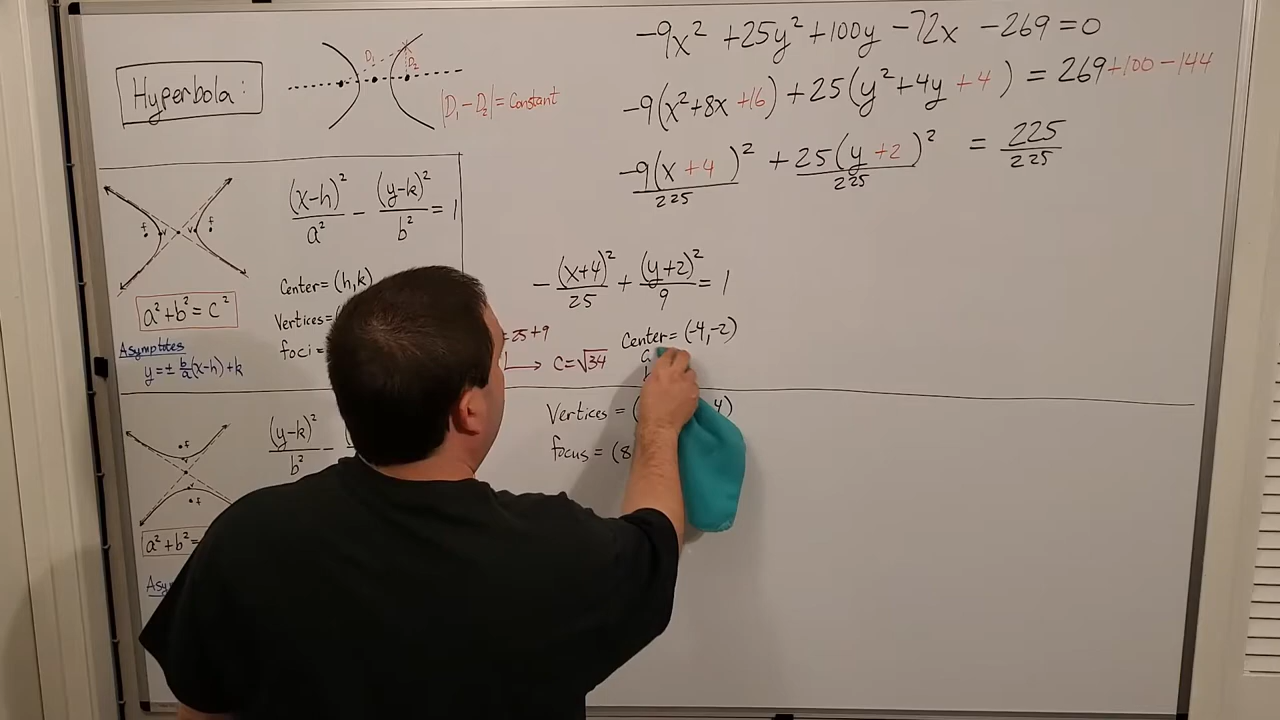 Hyperbola:
D₁
D₂
|D₁-D₂| = Constant
f
v
v
f
(x-h)²/a² - (y-k)²/b² = 1
Center = (h,k)
Vertices =
foci =
a²+b²=c²
Asymptotes
y=± b/a(x-h)+k
f
f
(y-k)²/b² -
a²+b²=
-9x² +25y²+100y -72x -269=0
-9(x²+8x +16) +25(y²+4y +4 ) = 269+100-144
-9(x +4 )²/225 + 25(y +2 )²/225 = 225/225
-(x+4)²/25 + (y+2)²/9 = 1
=25+9
c=√34
Center= (-4,-2)
Vertices = ( 4)
focus = (8